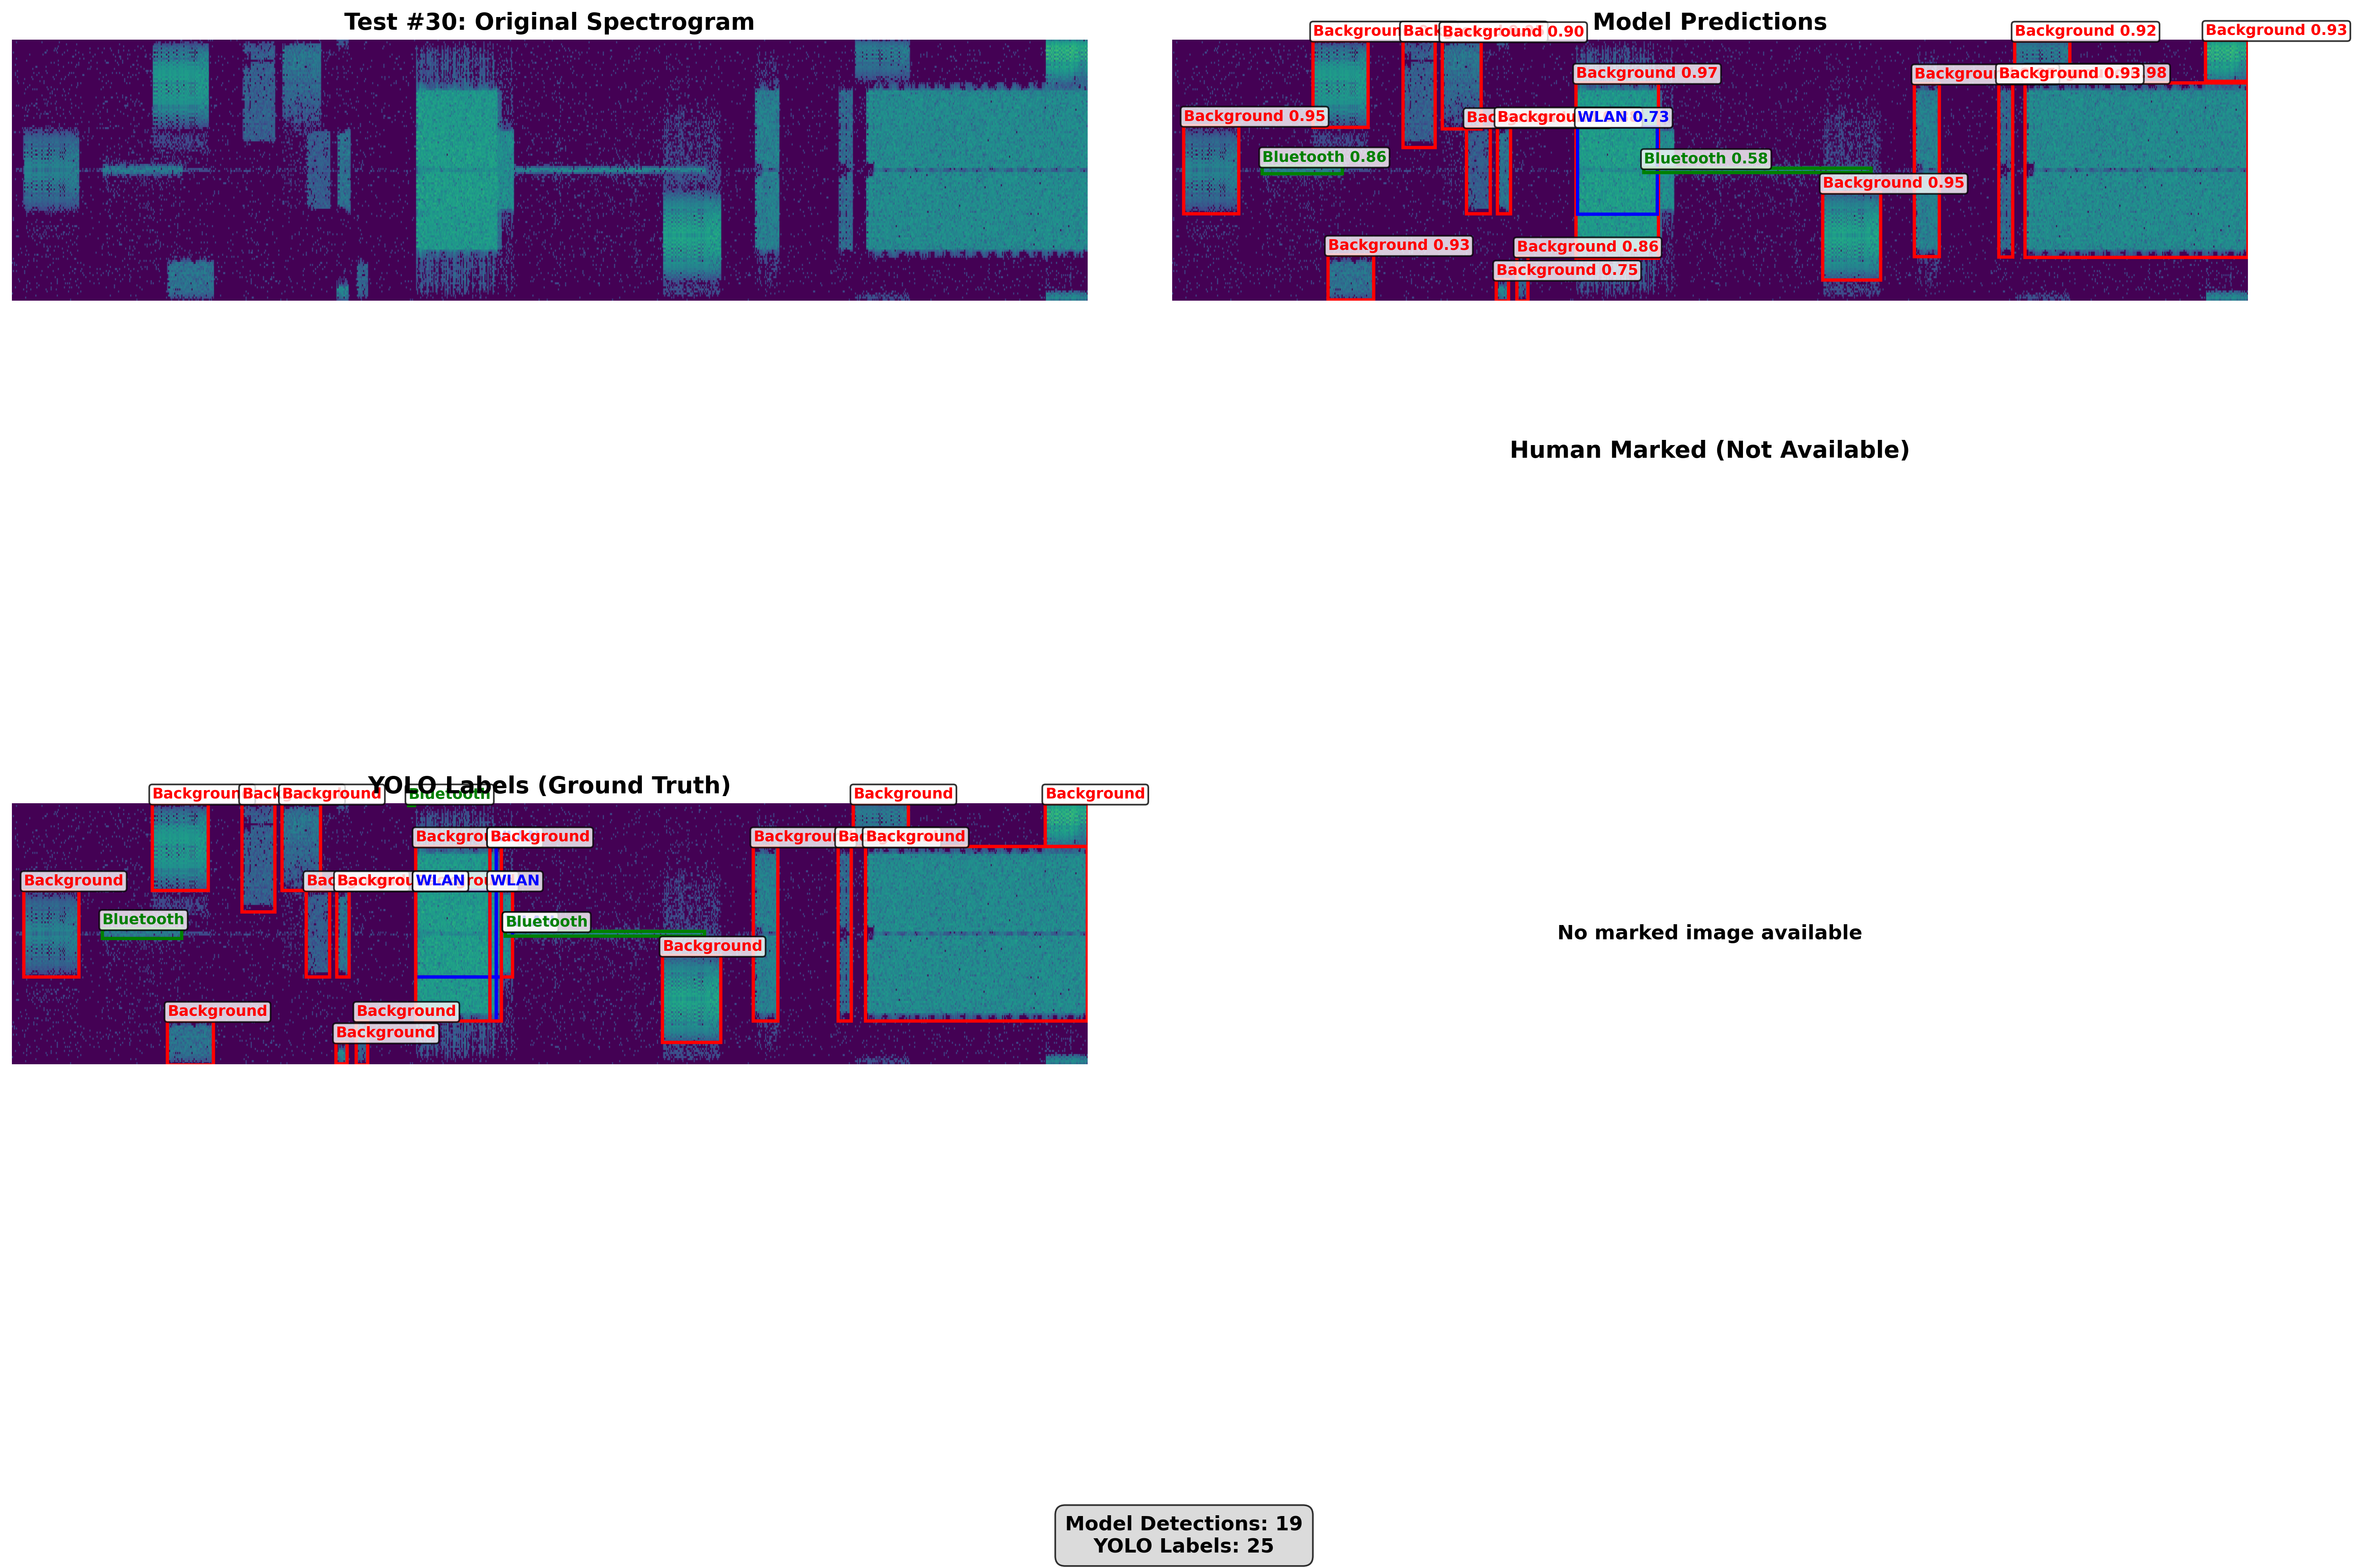 Test #30: Original Spectrogram
Model Predictions
Background 0.90
Background 0.92
Background 0.93
Background 0.97
Background 0.93
98
Background 0.95
WLAN 0.73
Bluetooth 0.86
Bluetooth 0.58
Background 0.95
Background 0.93
Background 0.86
Background 0.75
Human Marked (Not Available)
YOLO Labels (Ground Truth)
Background
Bluetooth
Background
Background
Background
Background
Background
Background
WLAN
WLAN
Bluetooth
Bluetooth
Background
Background
Background
Background
No marked image available
Model Detections: 19
YOLO Labels: 25